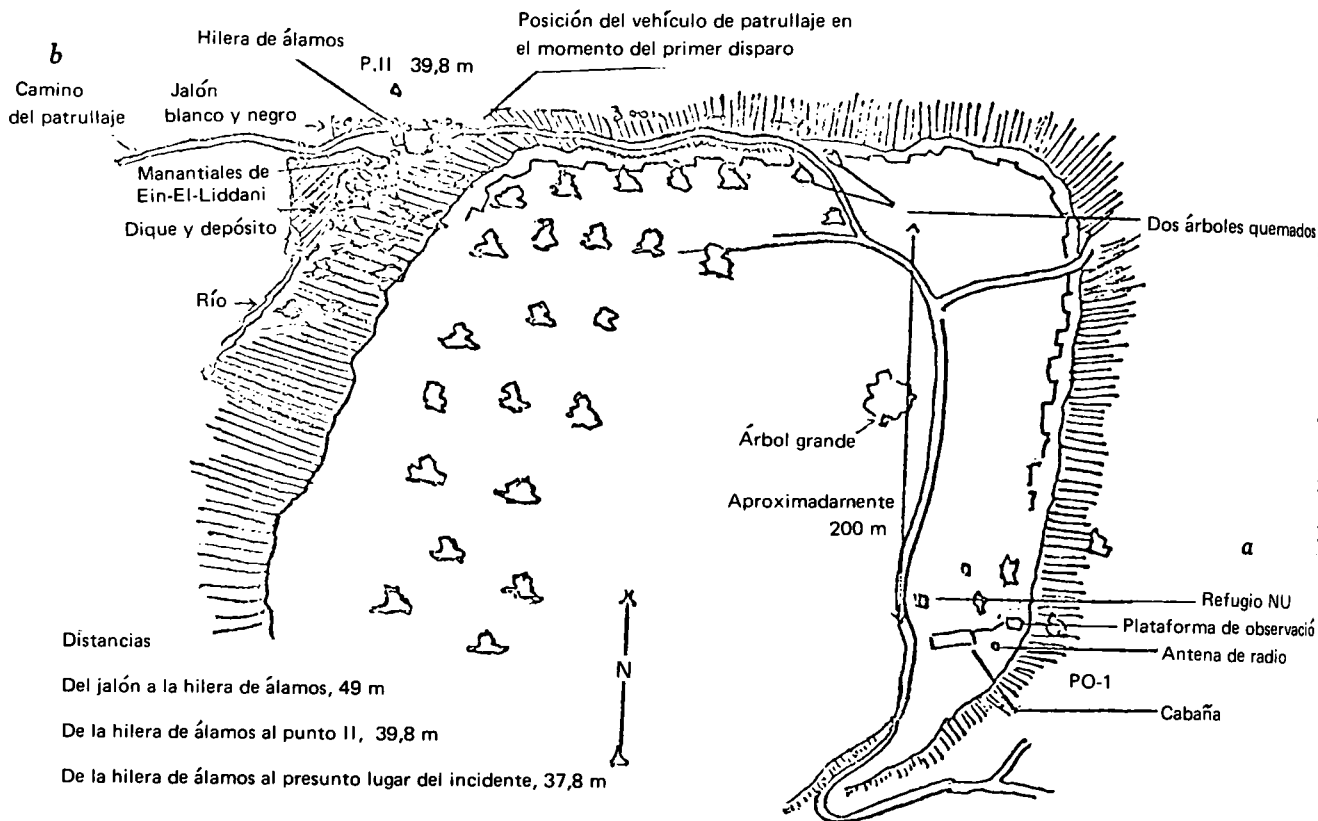 Posición del vehículo de patrullaje en
el momento del primer disparo
Hilera de álamos
b
P.II 39,8 m
Camino
del patrullaje
Jalón
blanco y negro
Manantiales de
Ein-El-Liddani
Dique y depósito
Río
Dos árboles quemados
Árbol grande
Aproximadamente
200 m
a
Refugio NU
Plataforma de observació
Antena de radio
PO-1
Cabaña
N
Distancias
Del jalón a la hilera de álamos, 49 m
De la hilera de álamos al punto II, 39,8 m
De la hilera de álamos al presunto lugar del incidente, 37,8 m